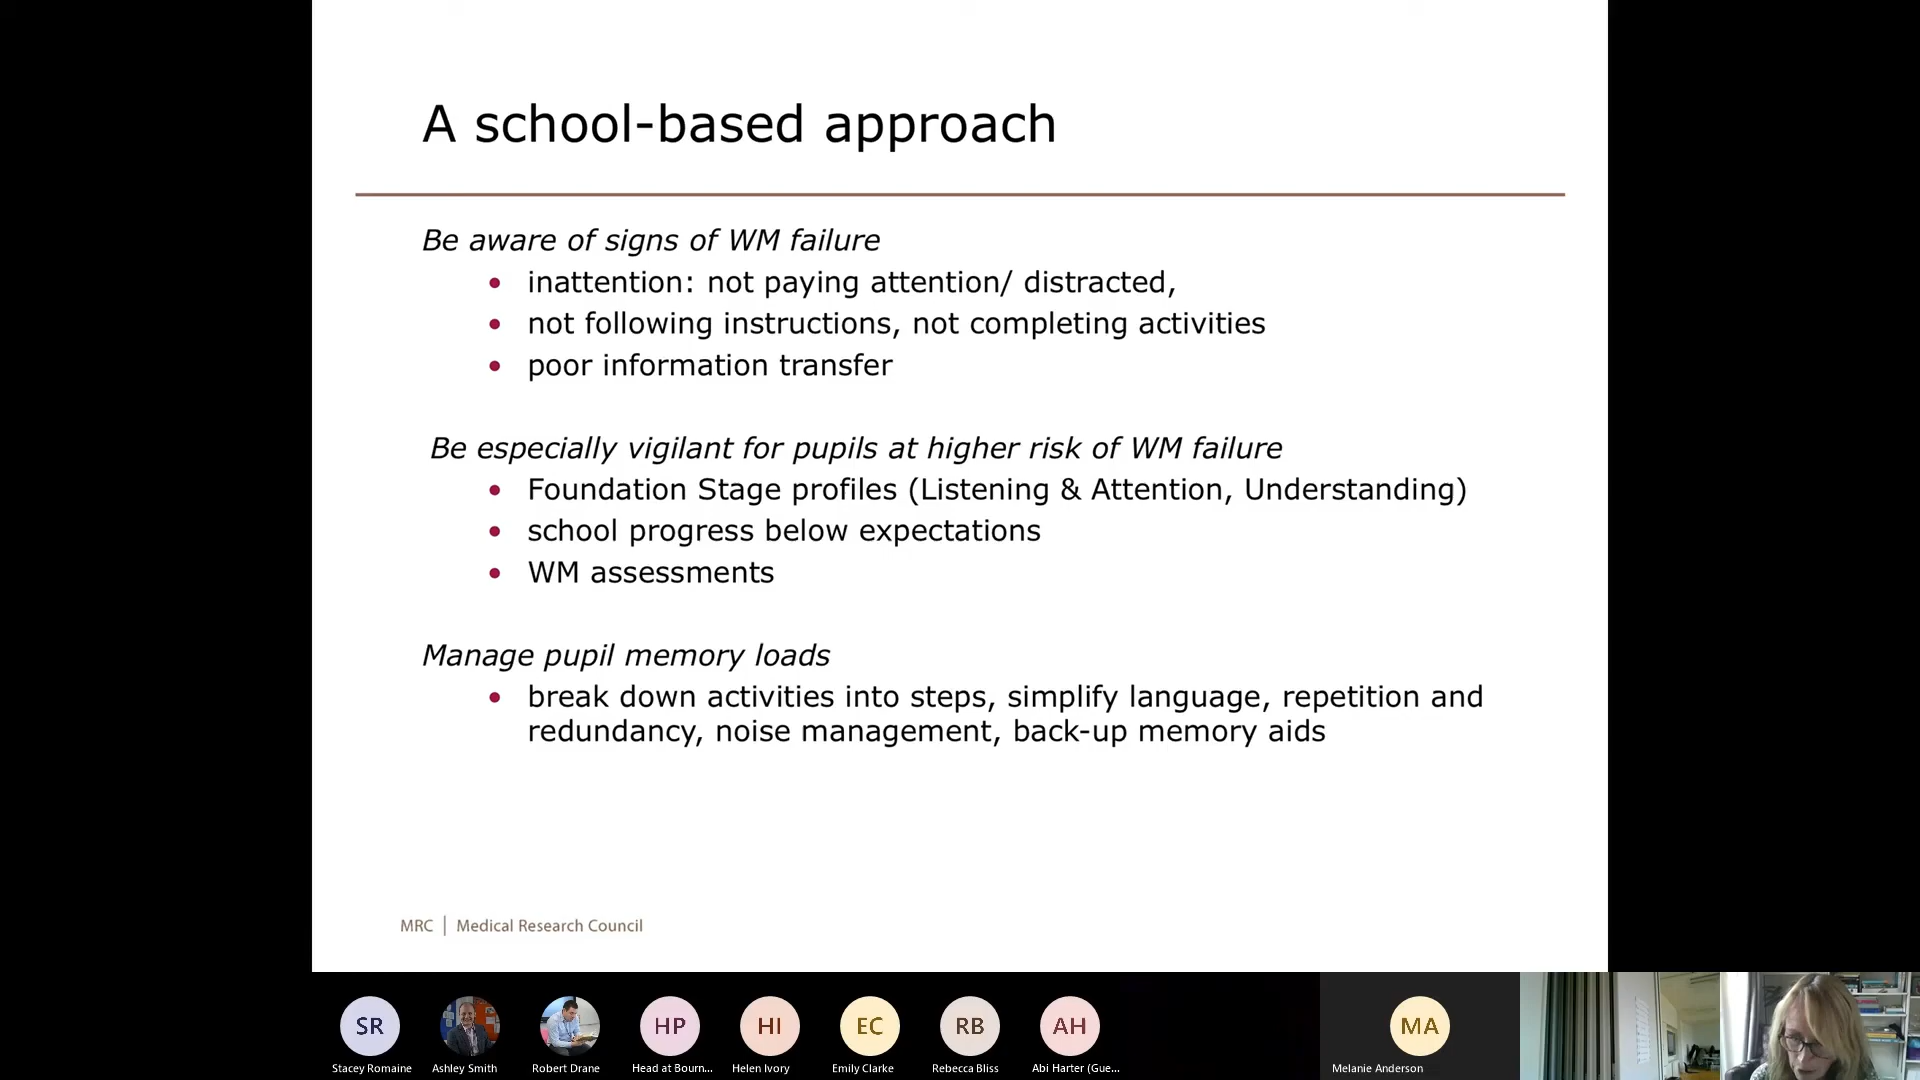 A school-based approach
Be aware of signs of WM failure
• inattention: not paying attention/ distracted,
• not following instructions, not completing activities
• poor information transfer
Be especially vigilant for pupils at higher risk of WM failure
• Foundation Stage profiles (Listening & Attention, Understanding)
• school progress below expectations
• WM assessments
Manage pupil memory loads
• break down activities into steps, simplify language, repetition and
redundancy, noise management, back-up memory aids
MRC | Medical Research Council
SR HP HI EC RB AH MA
Stacey Romaine Ashley Smith Robert Drane Head at Bourn... Helen Ivory Emily Clarke Rebecca Bliss Abi Harter (Gue... Melanie Anderson